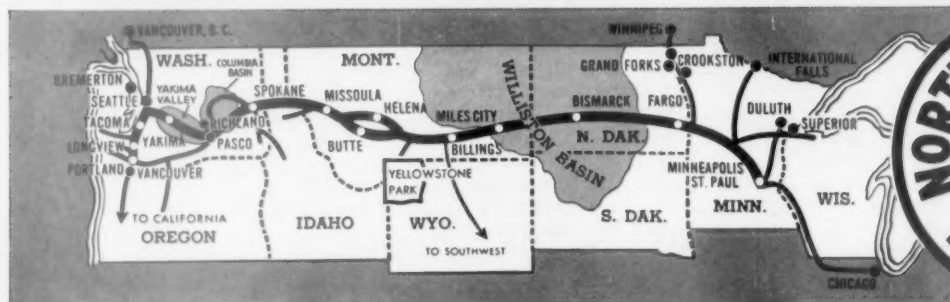 VANCOUVER, B. C.
BREMERTON
SEATTLE
TACOMA
LONGVIEW
PORTLAND
VANCOUVER
WASH.
COLUMBIA
BASIN
YAKIMA
VALLEY
YAKIMA
RICHLAND
PASCO
SPOKANE
TO CALIFORNIA
OREGON
IDAHO
MONT.
MISSOULA
HELENA
BUTTE
MILES CITY
BILLINGS
YELLOWSTONE
PARK
WYO.
TO SOUTHWEST
WILLISTON BASIN
BISMARCK
N. DAK.
S. DAK.
WINNIPEG
GRAND FORKS
CROOKSTON
FARGO
INTERNATIONAL
FALLS
DULUTH
SUPERIOR
MINNEAPOLIS
ST. PAUL
MINN.
WIS.
CHICAGO
NORTH